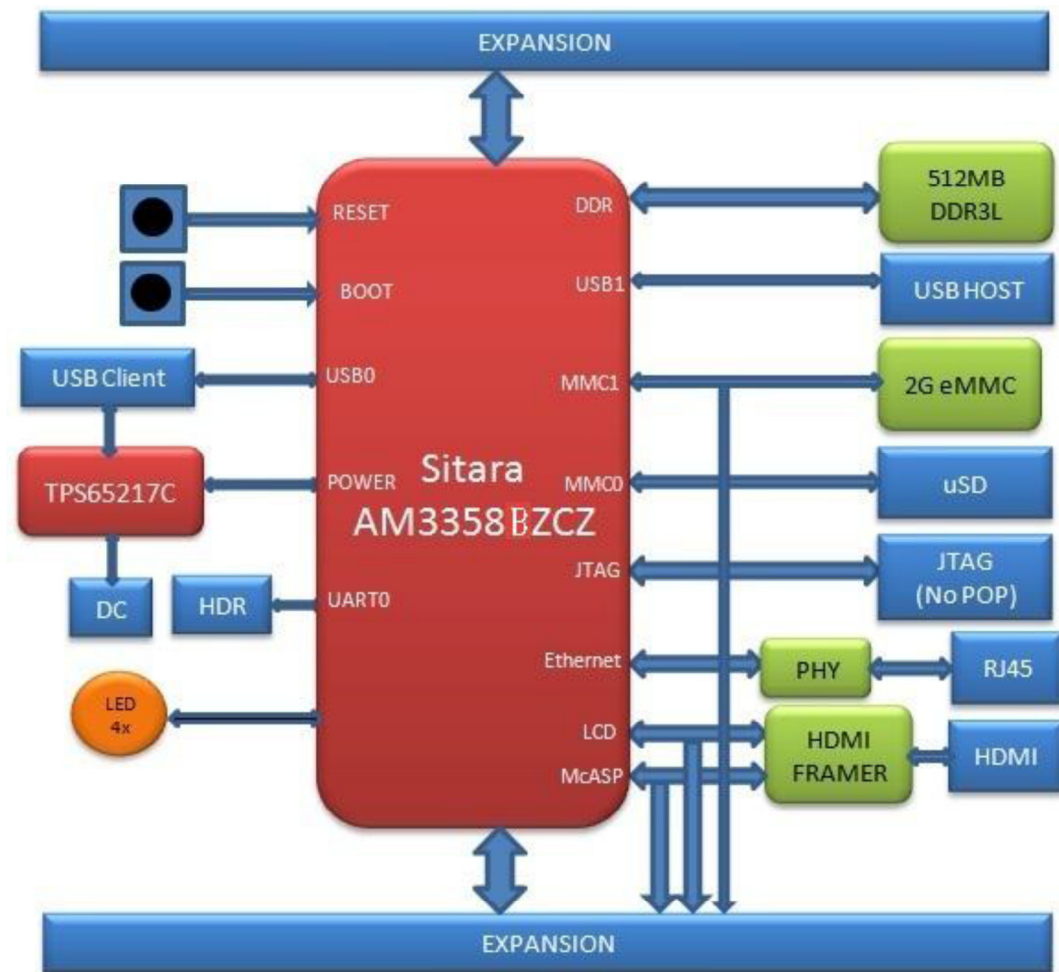 EXPANSION
RESET
BOOT
USB Client
USB0
TPS65217C
POWER
DC
HDR
UART0
LED
4x
Sitara
AM3358BZCZ
DDR
USB1
MMC1
MMC0
JTAG
Ethernet
LCD
McASP
512MB
DDR3L
USB HOST
2G eMMC
uSD
JTAG
(No POP)
PHY
RJ45
HDMI
FRAMER
HDMI
EXPANSION